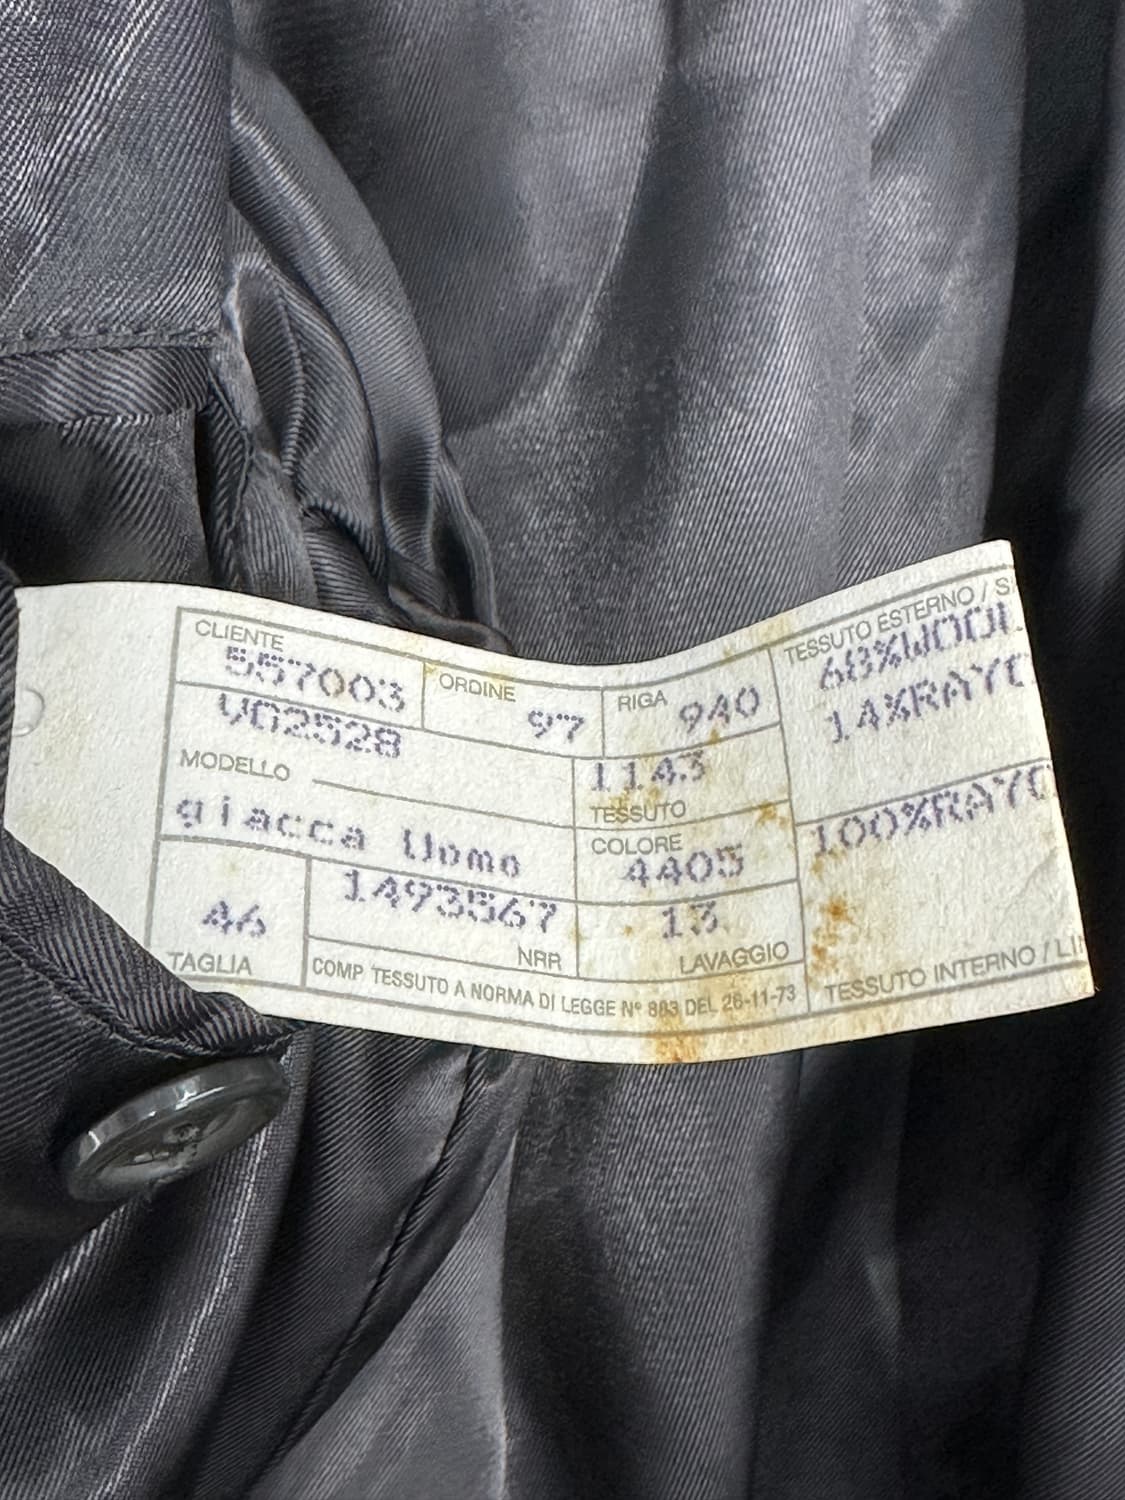 CLIENTE
557003
ORDINE
97
RIGA
940
TESSUTO ESTERNO / S
68%WOOL
14%RAYO
VG2528
MODELLO
giacca Uomo
1143
TESSUTO
COLORE
4405
100%RAYO
46
TAGLIA
1493567
NRR
13
LAVAGGIO
COMP TESSUTO A NORMA DI LEGGE N° 883 DEL 26-11-73
TESSUTO INTERNO / LI